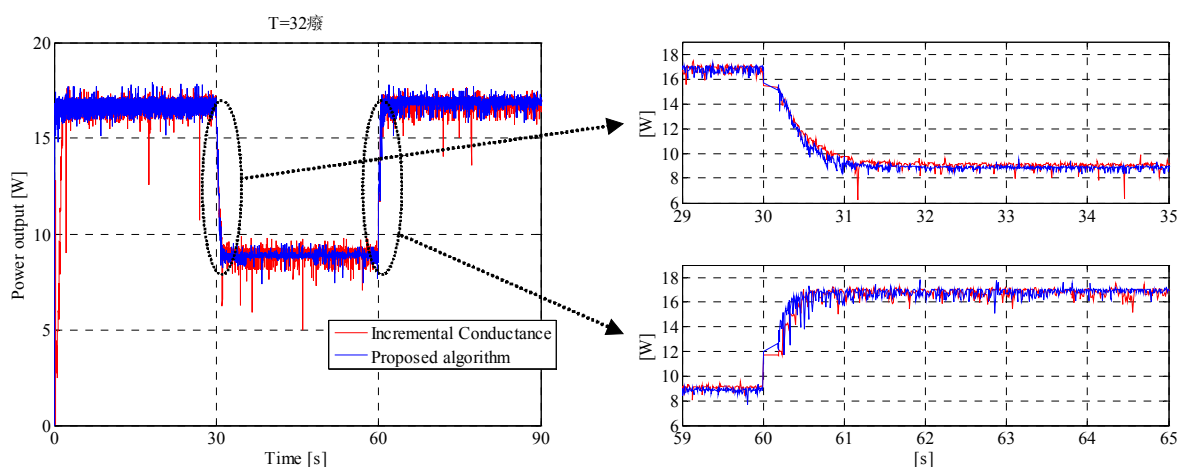 T=32癈
20
15
10
5
0
Power output [W]
0 30 60 90
Time [s]
Incremental Conductance
Proposed algorithm
18
16
14
12
10
8
6
[W]
29 30 31 32 33 34 35
18
16
14
12
10
8
6
[W]
59 60 61 62 63 64 65
[s]